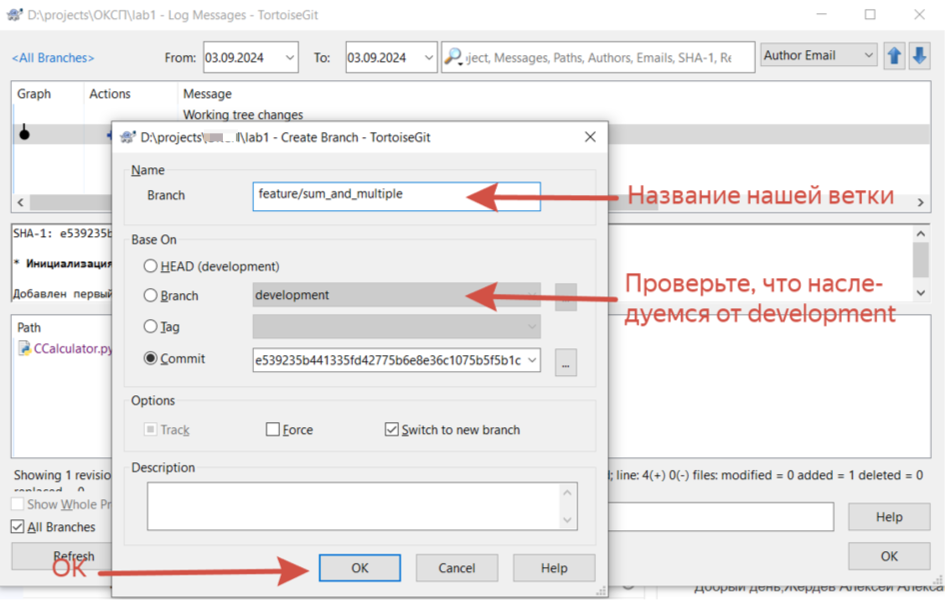 D:\projects\ОКСП\lab1 - Log Messages - TortoiseGit
<All Branches>
From: 03.09.2024
To: 03.09.2024
ject, Messages, Paths, Authors, Emails, SHA-1, Re
Author Email
Graph Actions Message
Working tree changes
D:\projects\ \lab1 - Create Branch - TortoiseGit
Name
Branch feature/sum_and_multiple
Название нашей ветки
SHA-1: e539235b
* Инициализация
Добавлен первый
Base On
HEAD (development)
Branch development
Проверьте, что насле-
дуемся от development
Tag
Commit e539235b441335fd42775b6e8e36c1075b5f5b1c
...
Path
CCalculator.py
Options
Track Force Switch to new branch
Description
Showing 1 revisio
; line: 4(+) 0(-) files: modified = 0 added = 1 deleted = 0
Show Whole Pr
All Branches
Help
Refresh
OK
ОК
OK Cancel Help
Добрый день,Жердев Алексей Алекса